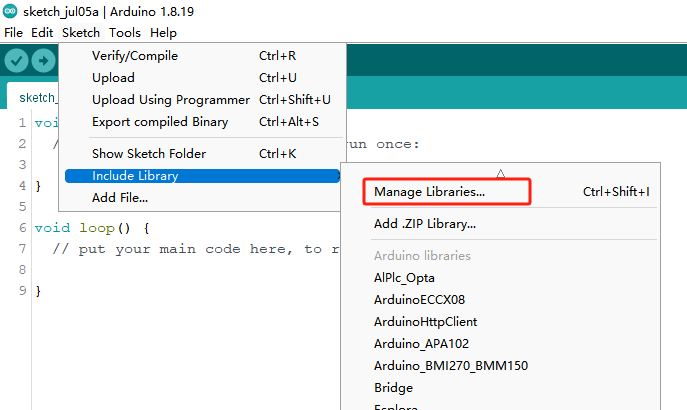 sketch_jul05a | Arduino 1.8.19
File Edit Sketch Tools Help
Verify/Compile Ctrl+R
Upload Ctrl+U
Upload Using Programmer Ctrl+Shift+U
Export compiled Binary Ctrl+Alt+S
Show Sketch Folder Ctrl+K
Include Library
Add File...
Manage Libraries... Ctrl+Shift+I
Add .ZIP Library...
Arduino libraries
AlPlc_Opta
ArduinoECCX08
ArduinoHttpClient
Arduino_APA102
Arduino_BMI270_BMM150
Bridge
sketch_
1 vo
2 / un once:
3
4 }
5
6 void loop() {
7 // put your main code here, to r
8
9 }